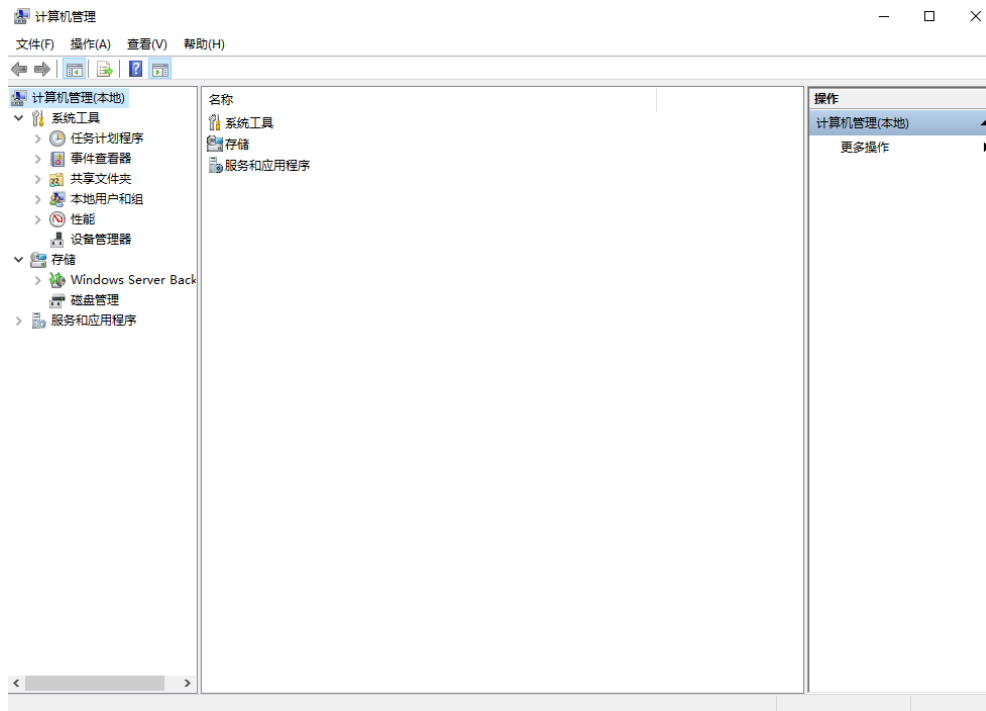 计算机管理
文件(F) 操作(A) 查看(V) 帮助(H)
计算机管理(本地)
系统工具
任务计划程序
事件查看器
共享文件夹
本地用户和组
性能
设备管理器
存储
Windows Server Back
磁盘管理
服务和应用程序
名称
系统工具
存储
服务和应用程序
操作
计算机管理(本地)
更多操作